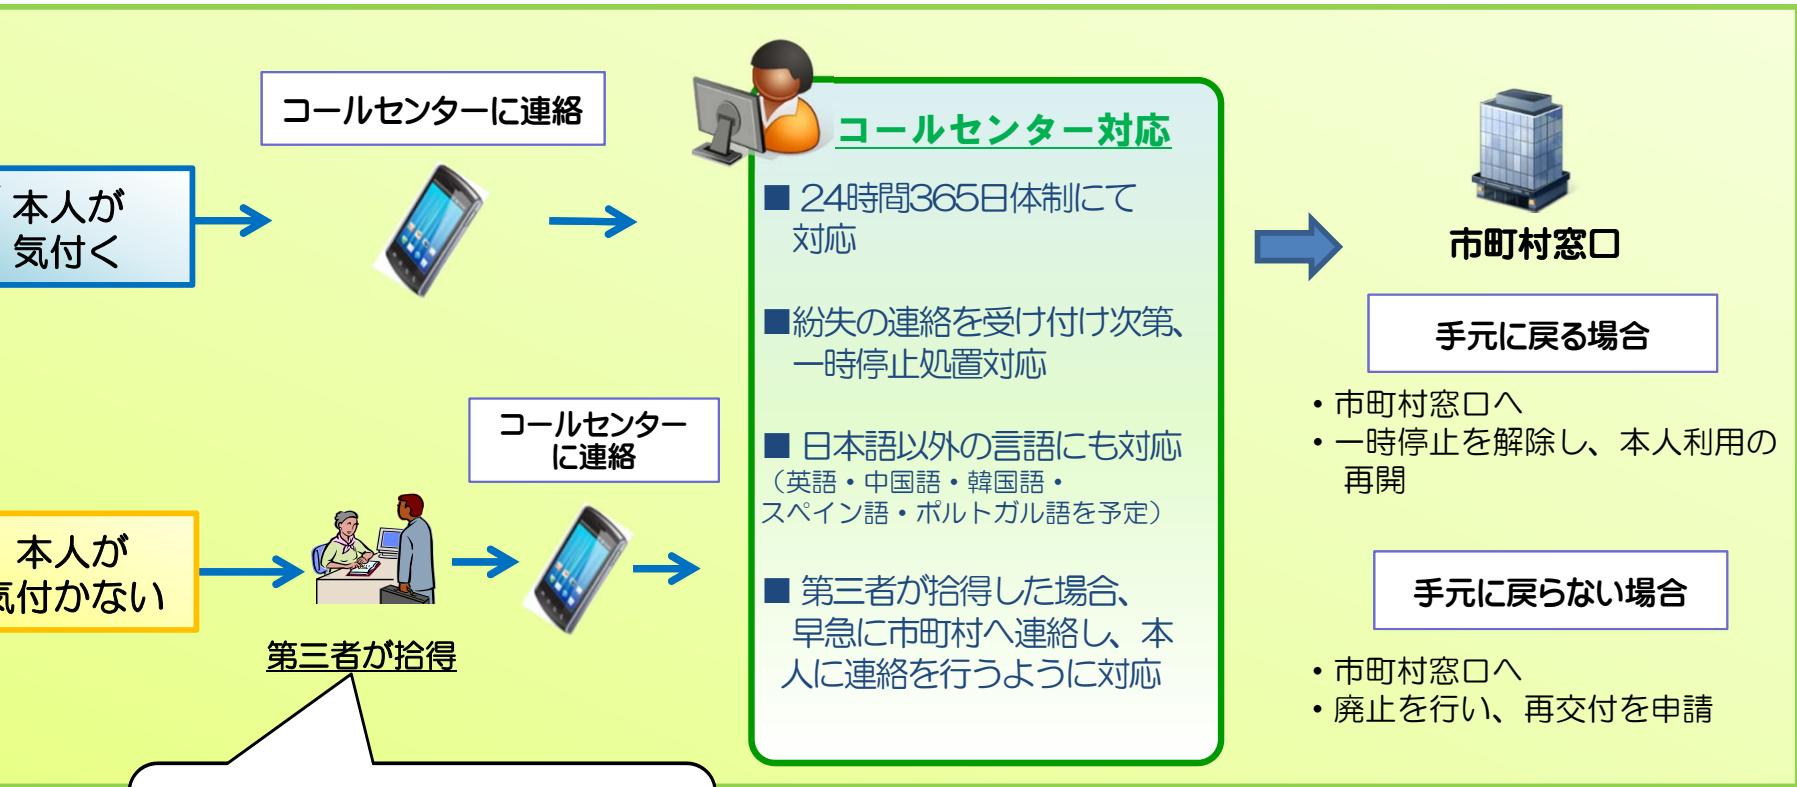 コールセンターに連絡
本人が
気付く
コールセンター
に連絡
本人が
気付かない
第三者が拾得
コールセンター対応
■ 24時間365日体制にて
対応
■紛失の連絡を受け付け次第、
一時停止処置対応
■ 日本語以外の言語にも対応
（英語・中国語・韓国語・
スペイン語・ポルトガル語を予定）
■ 第三者が拾得した場合、
早急に市町村へ連絡し、本
人に連絡を行うように対応
市町村窓口
手元に戻る場合
・市町村窓口へ
・一時停止を解除し、本人利用の
再開
手元に戻らない場合
・市町村窓口へ
・廃止を行い、再交付を申請